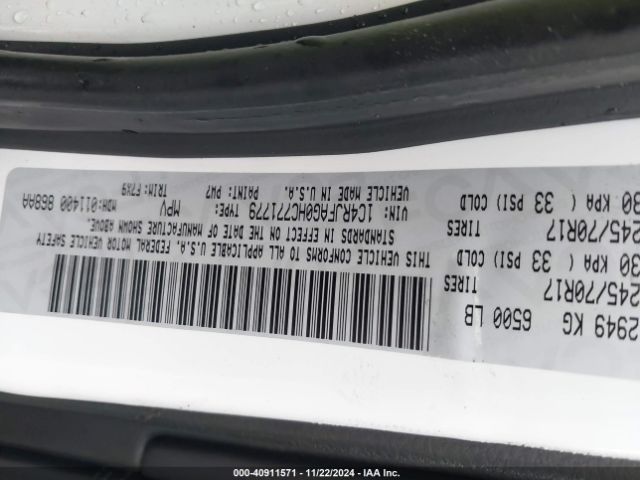 2949 KG 6500 LB
245/70R17 TIRES
30 KPA ( 33 PSI) COLD
245/70R17 TIRES
30 KPA ( 33 PSI) COLD
THIS VEHICLE CONFORMS TO ALL APPLICABLE U.S.A. FEDERAL MOTOR VEHICLE SAFETY
STANDARDS IN EFFECT ON THE DATE OF MANUFACTURE SHOWN ABOVE
VIN: 1C4RJFAG0HC771779 TYPE: MPV MDH:011400 868AA
VEHICLE MADE IN U.S.A. PAINT: PW7 TRIM:F7X9
000-40911571 - 11/22/2024 - IAA Inc.